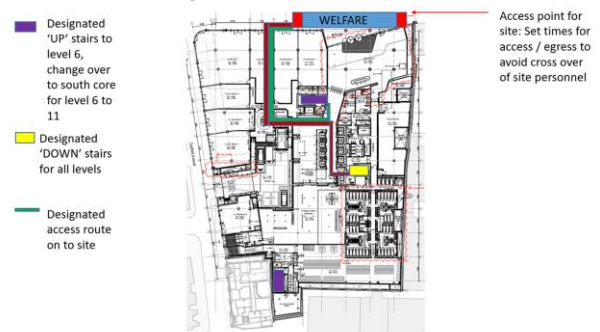 Designated
'UP' stairs to
level 6,
change over
to south core
for level 6 to
11
Designated
'DOWN' stairs
for all levels
Designated
access route
on to site
WELFARE
Access point for
site: Set times for
access / egress to
avoid cross over
of site personnel